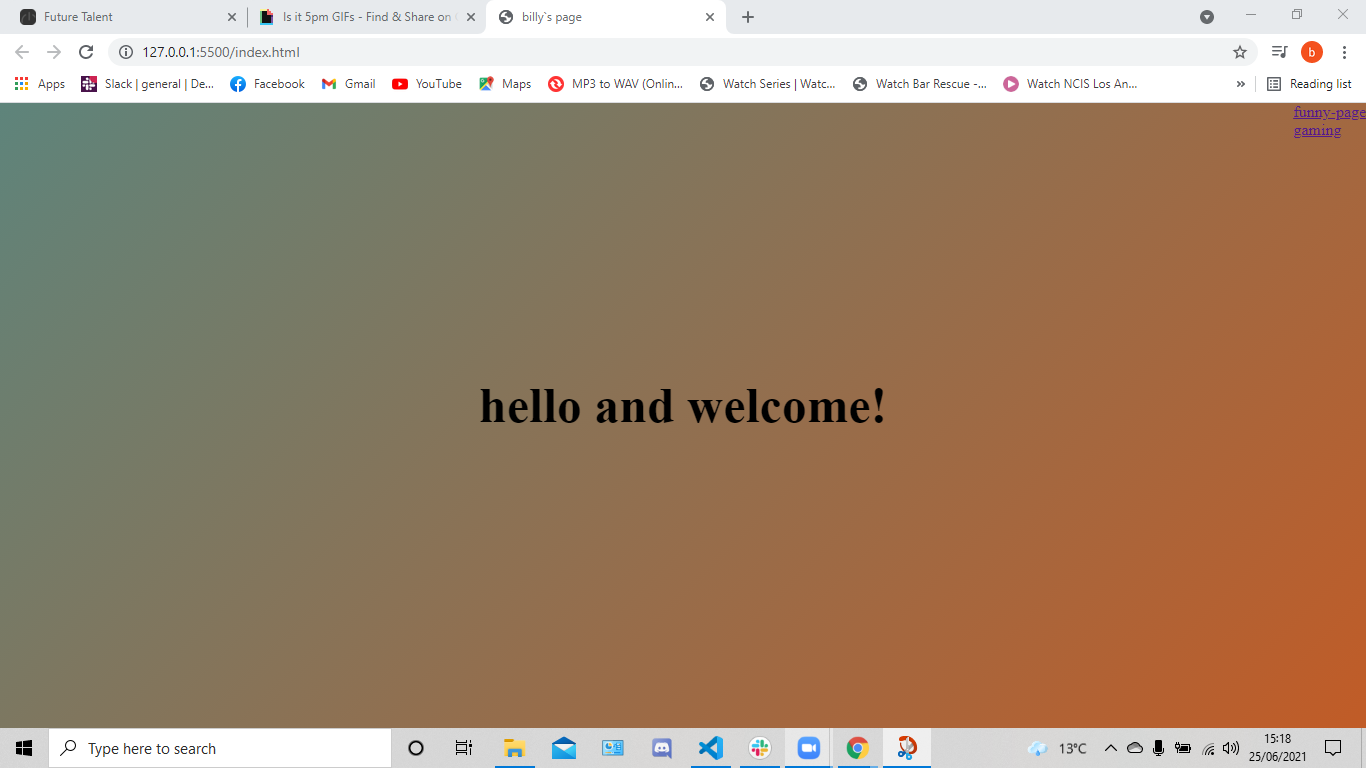 Future Talent
Is it 5pm GIFs - Find & Share on
billy`s page
127.0.0.1:5500/index.html
b
Apps
Slack | general | De...
Facebook
Gmail
YouTube
Maps
MP3 to WAV (Onlin...
Watch Series | Watc...
Watch Bar Rescue -...
Watch NCIS Los An...
Reading list
funny-page
gaming
hello and welcome!
Type here to search
13°C
15:18
25/06/2021